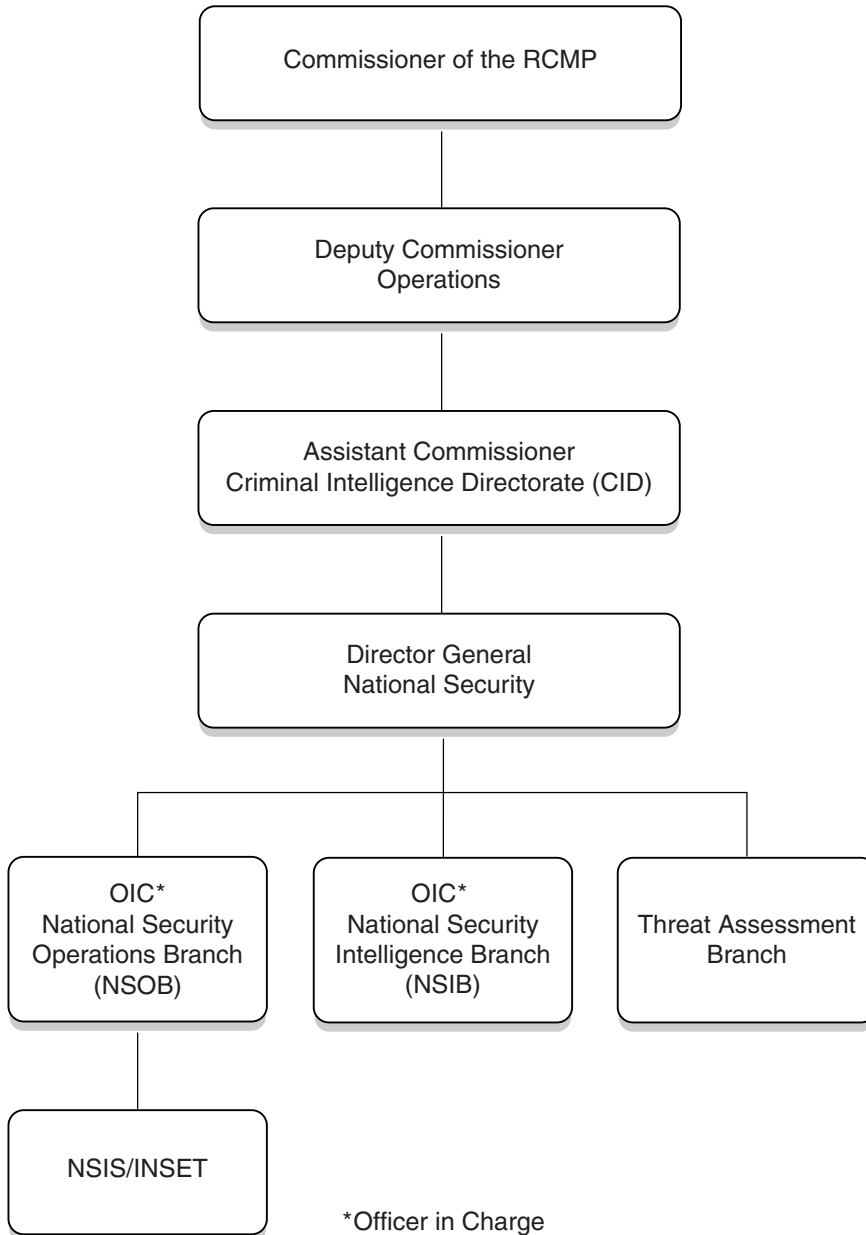 Commissioner of the RCMP
Deputy Commissioner
Operations
Assistant Commissioner
Criminal Intelligence Directorate (CID)
Director General
National Security
OIC*
National Security
Operations Branch
(NSOB)
OIC*
National Security
Intelligence Branch
(NSIB)
Threat Assessment
Branch
NSIS/INSET
*Officer in Charge